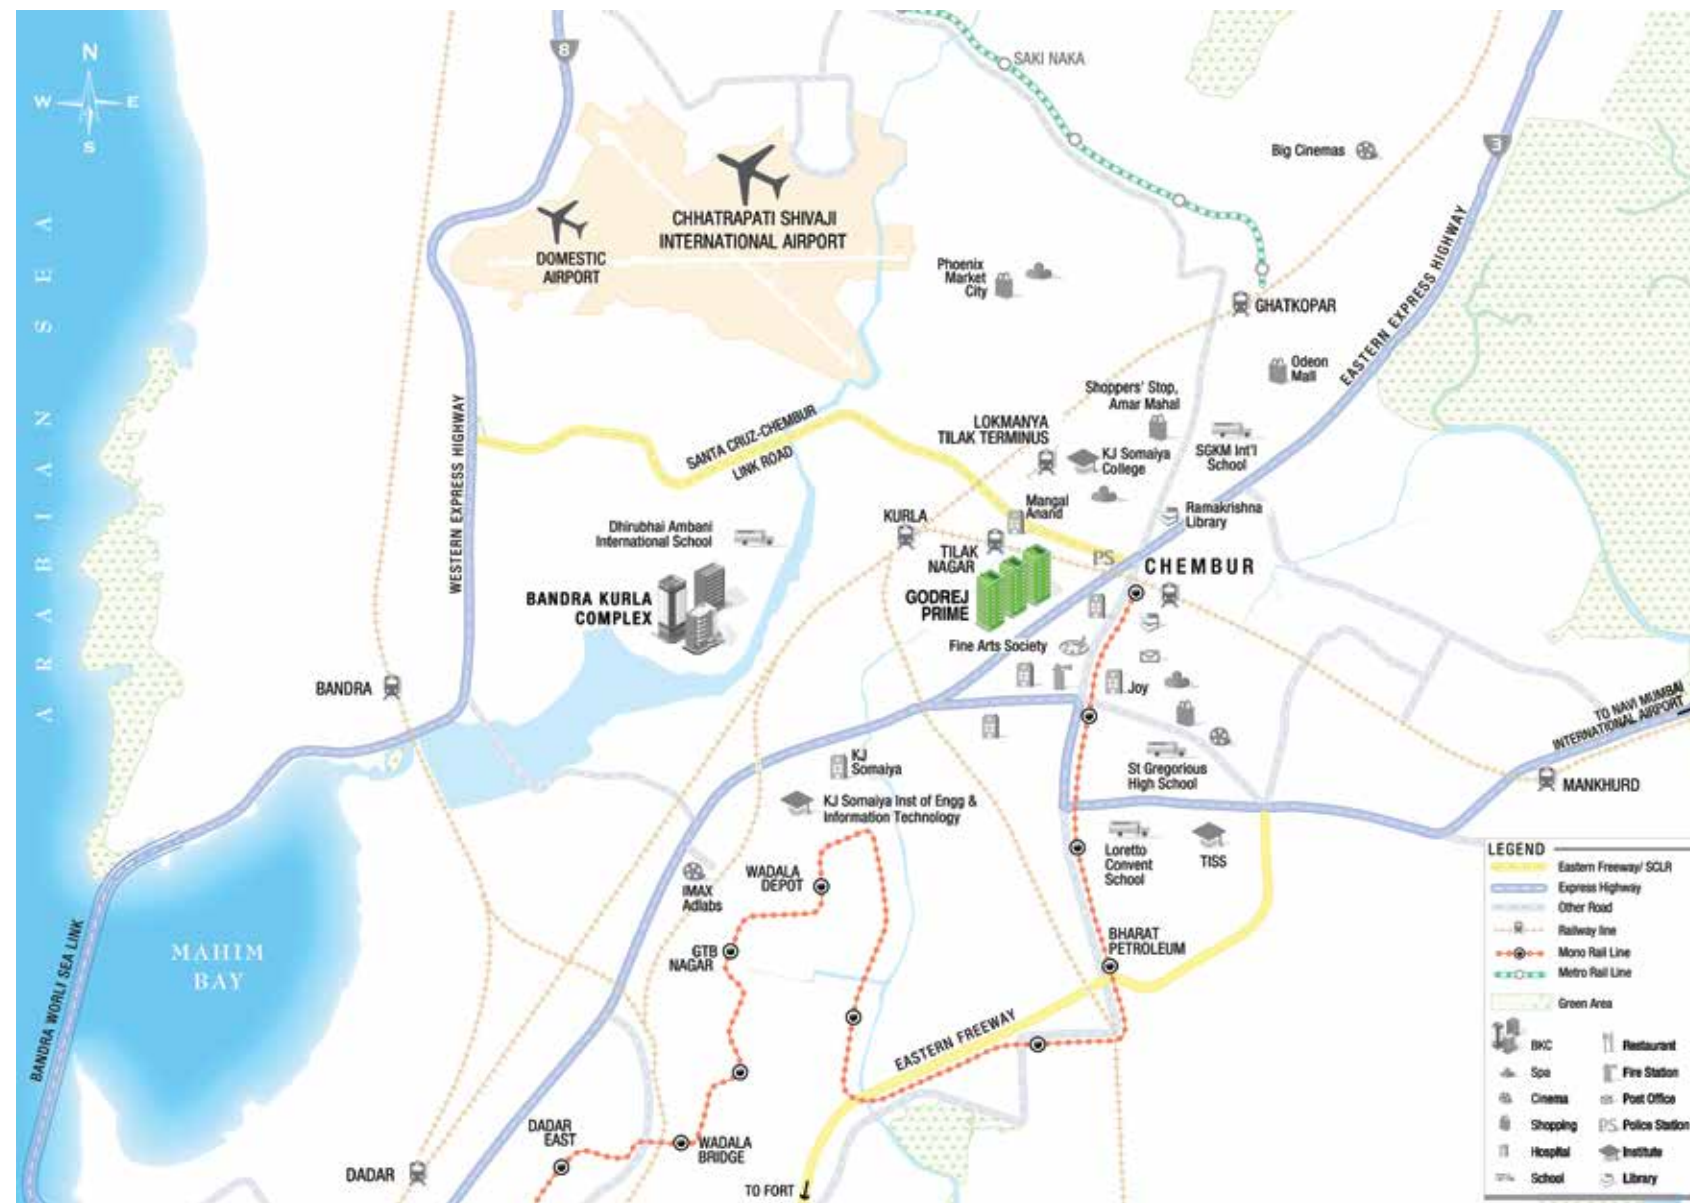 N
W
E
S
ARABIAN SEA
8
SAKI NAKA
Big Cinemas
3
CHHATRAPATI SHIVAJI
INTERNATIONAL AIRPORT
DOMESTIC
AIRPORT
Phoenix
Market
City
GHATKOPAR
EASTERN EXPRESS HIGHWAY
Odeon
Mall
Shoppers' Stop,
Amar Mahal
WESTERN EXPRESS HIGHWAY
SANTA CRUZ-CHEMBUR
LINK ROAD
LOKMANYA
TILAK TERMINUS
KJ Somaiya
College
SGKM Int'l
School
Mangal
Anand
Ramakrishna
Library
KURLA
Dhirubhai Ambani
International School
TILAK
NAGAR
PS
CHEMBUR
BANDRA KURLA
COMPLEX
GODREJ
PRIME
Fine Arts Society
BANDRA
Joy
TO NAVI MUMBAI
INTERNATIONAL AIRPORT
KJ
Somaiya
St Gregorious
High School
MANKHURD
KJ Somaiya Inst of Engg &
Information Technology
Loretto
Convent
School
TISS
WADALA
DEPOT
IMAX
Adlabs
GTB
NAGAR
BHARAT
PETROLEUM
MAHIM
BAY
BANDRA WORLI SEA LINK
EASTERN FREEWAY
DADAR
EAST
WADALA
BRIDGE
DADAR
TO FORT
LEGEND
Eastern Freeway/ SCLR
Express Highway
Other Road
Railway line
Mono Rail Line
Metro Rail Line
Green Area
BKC
Restaurant
Spa
Fire Station
Cinema
Post Office
Shopping
PS Police Station
Hospital
Institute
School
Library